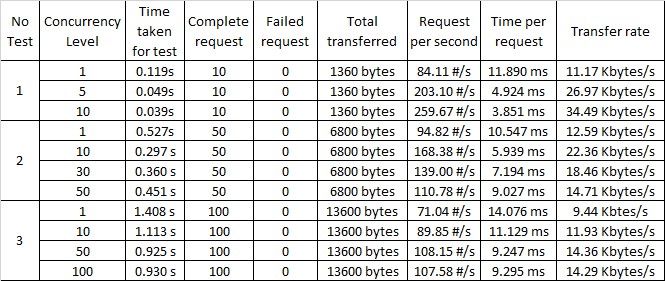 No Test Concurrency Level Time taken for test Complete request Failed request Total transferred Request per second Time per request Transfer rate
1 1 0.119s 10 0 1360 bytes 84.11 #/s 11.890 ms 11.17 Kbytes/s
5 0.049s 10 0 1360 bytes 203.10 #/s 4.924 ms 26.97 Kbytes/s
10 0.039s 10 0 1360 bytes 259.67 #/s 3.851 ms 34.49 Kbytes/s
2 1 0.527s 50 0 6800 bytes 94.82 #/s 10.547 ms 12.59 Kbytes/s
10 0.297 s 50 0 6800 bytes 168.38 #/s 5.939 ms 22.36 Kbytes/s
30 0.360 s 50 0 6800 bytes 139.00 #/s 7.194 ms 18.46 Kbytes/s
50 0.451 s 50 0 6800 bytes 110.78 #/s 9.027 ms 14.71 Kbytes/s
3 1 1.408 s 100 0 13600 bytes 71.04 #/s 14.076 ms 9.44 Kbtes/s
10 1.113 s 100 0 13600 bytes 89.85 #/s 11.129 ms 11.93 Kbytes/s
50 0.925 s 100 0 13600 bytes 108.15 #/s 9.247 ms 14.36 Kbytes/s
100 0.930 s 100 0 13600 bytes 107.58 #/s 9.295 ms 14.29 Kbytes/s